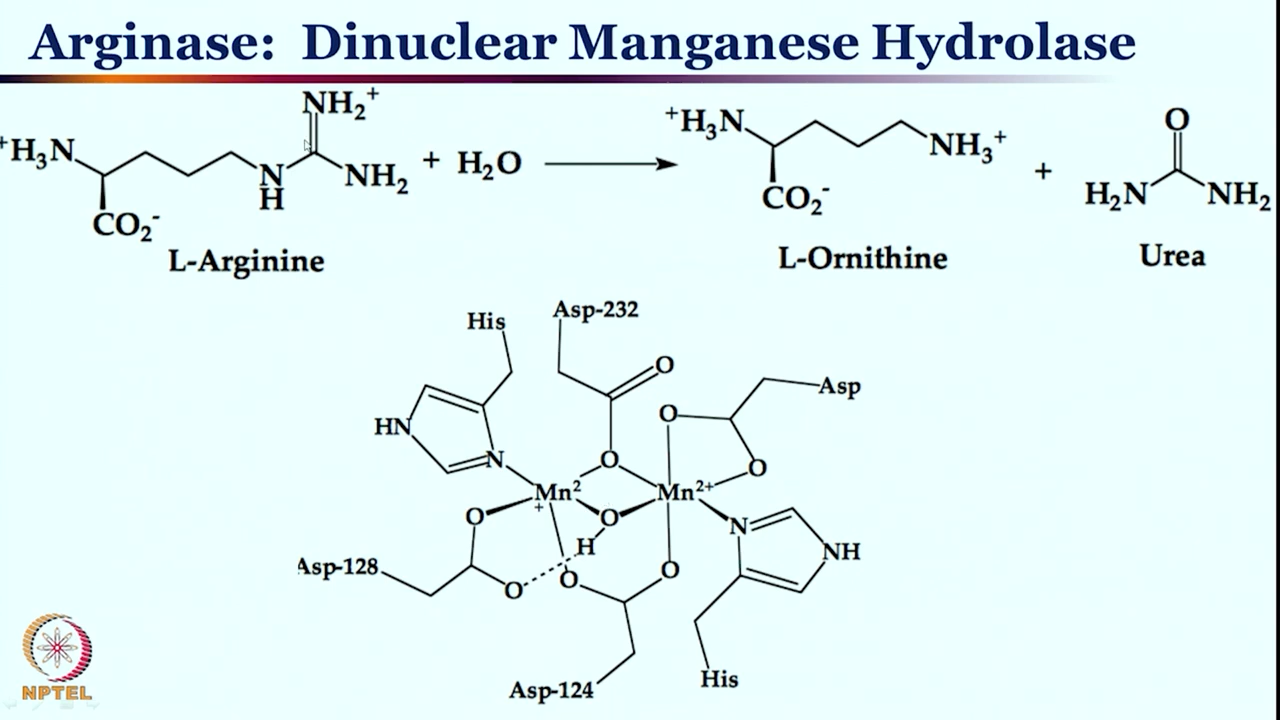 Arginase: Dinuclear Manganese Hydrolase
NH₂⁺
⁺H₃N
N
H
NH₂
CO₂⁻
+ H₂O
L-Arginine
⁺H₃N
NH₃⁺
CO₂⁻
L-Ornithine
+
O
H₂N
NH₂
Urea
His
Asp-232
O
HN
N
O
Asp
O
O
Mn²
+
Mn²⁺
O
O
H
N
NH
Asp-128
O
O
O
Asp-124
His
NPTEL